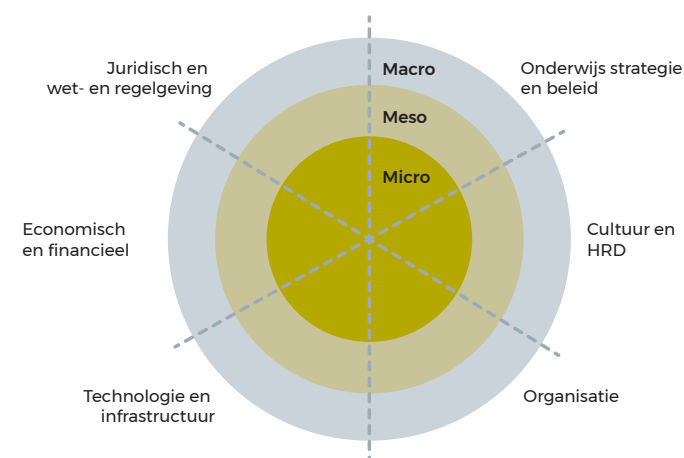 Juridisch en
wet- en regelgeving
Macro
Onderwijs strategie
en beleid
Meso
Micro
Economisch
en financieel
Cultuur en
HRD
Technologie en
infrastructuur
Organisatie